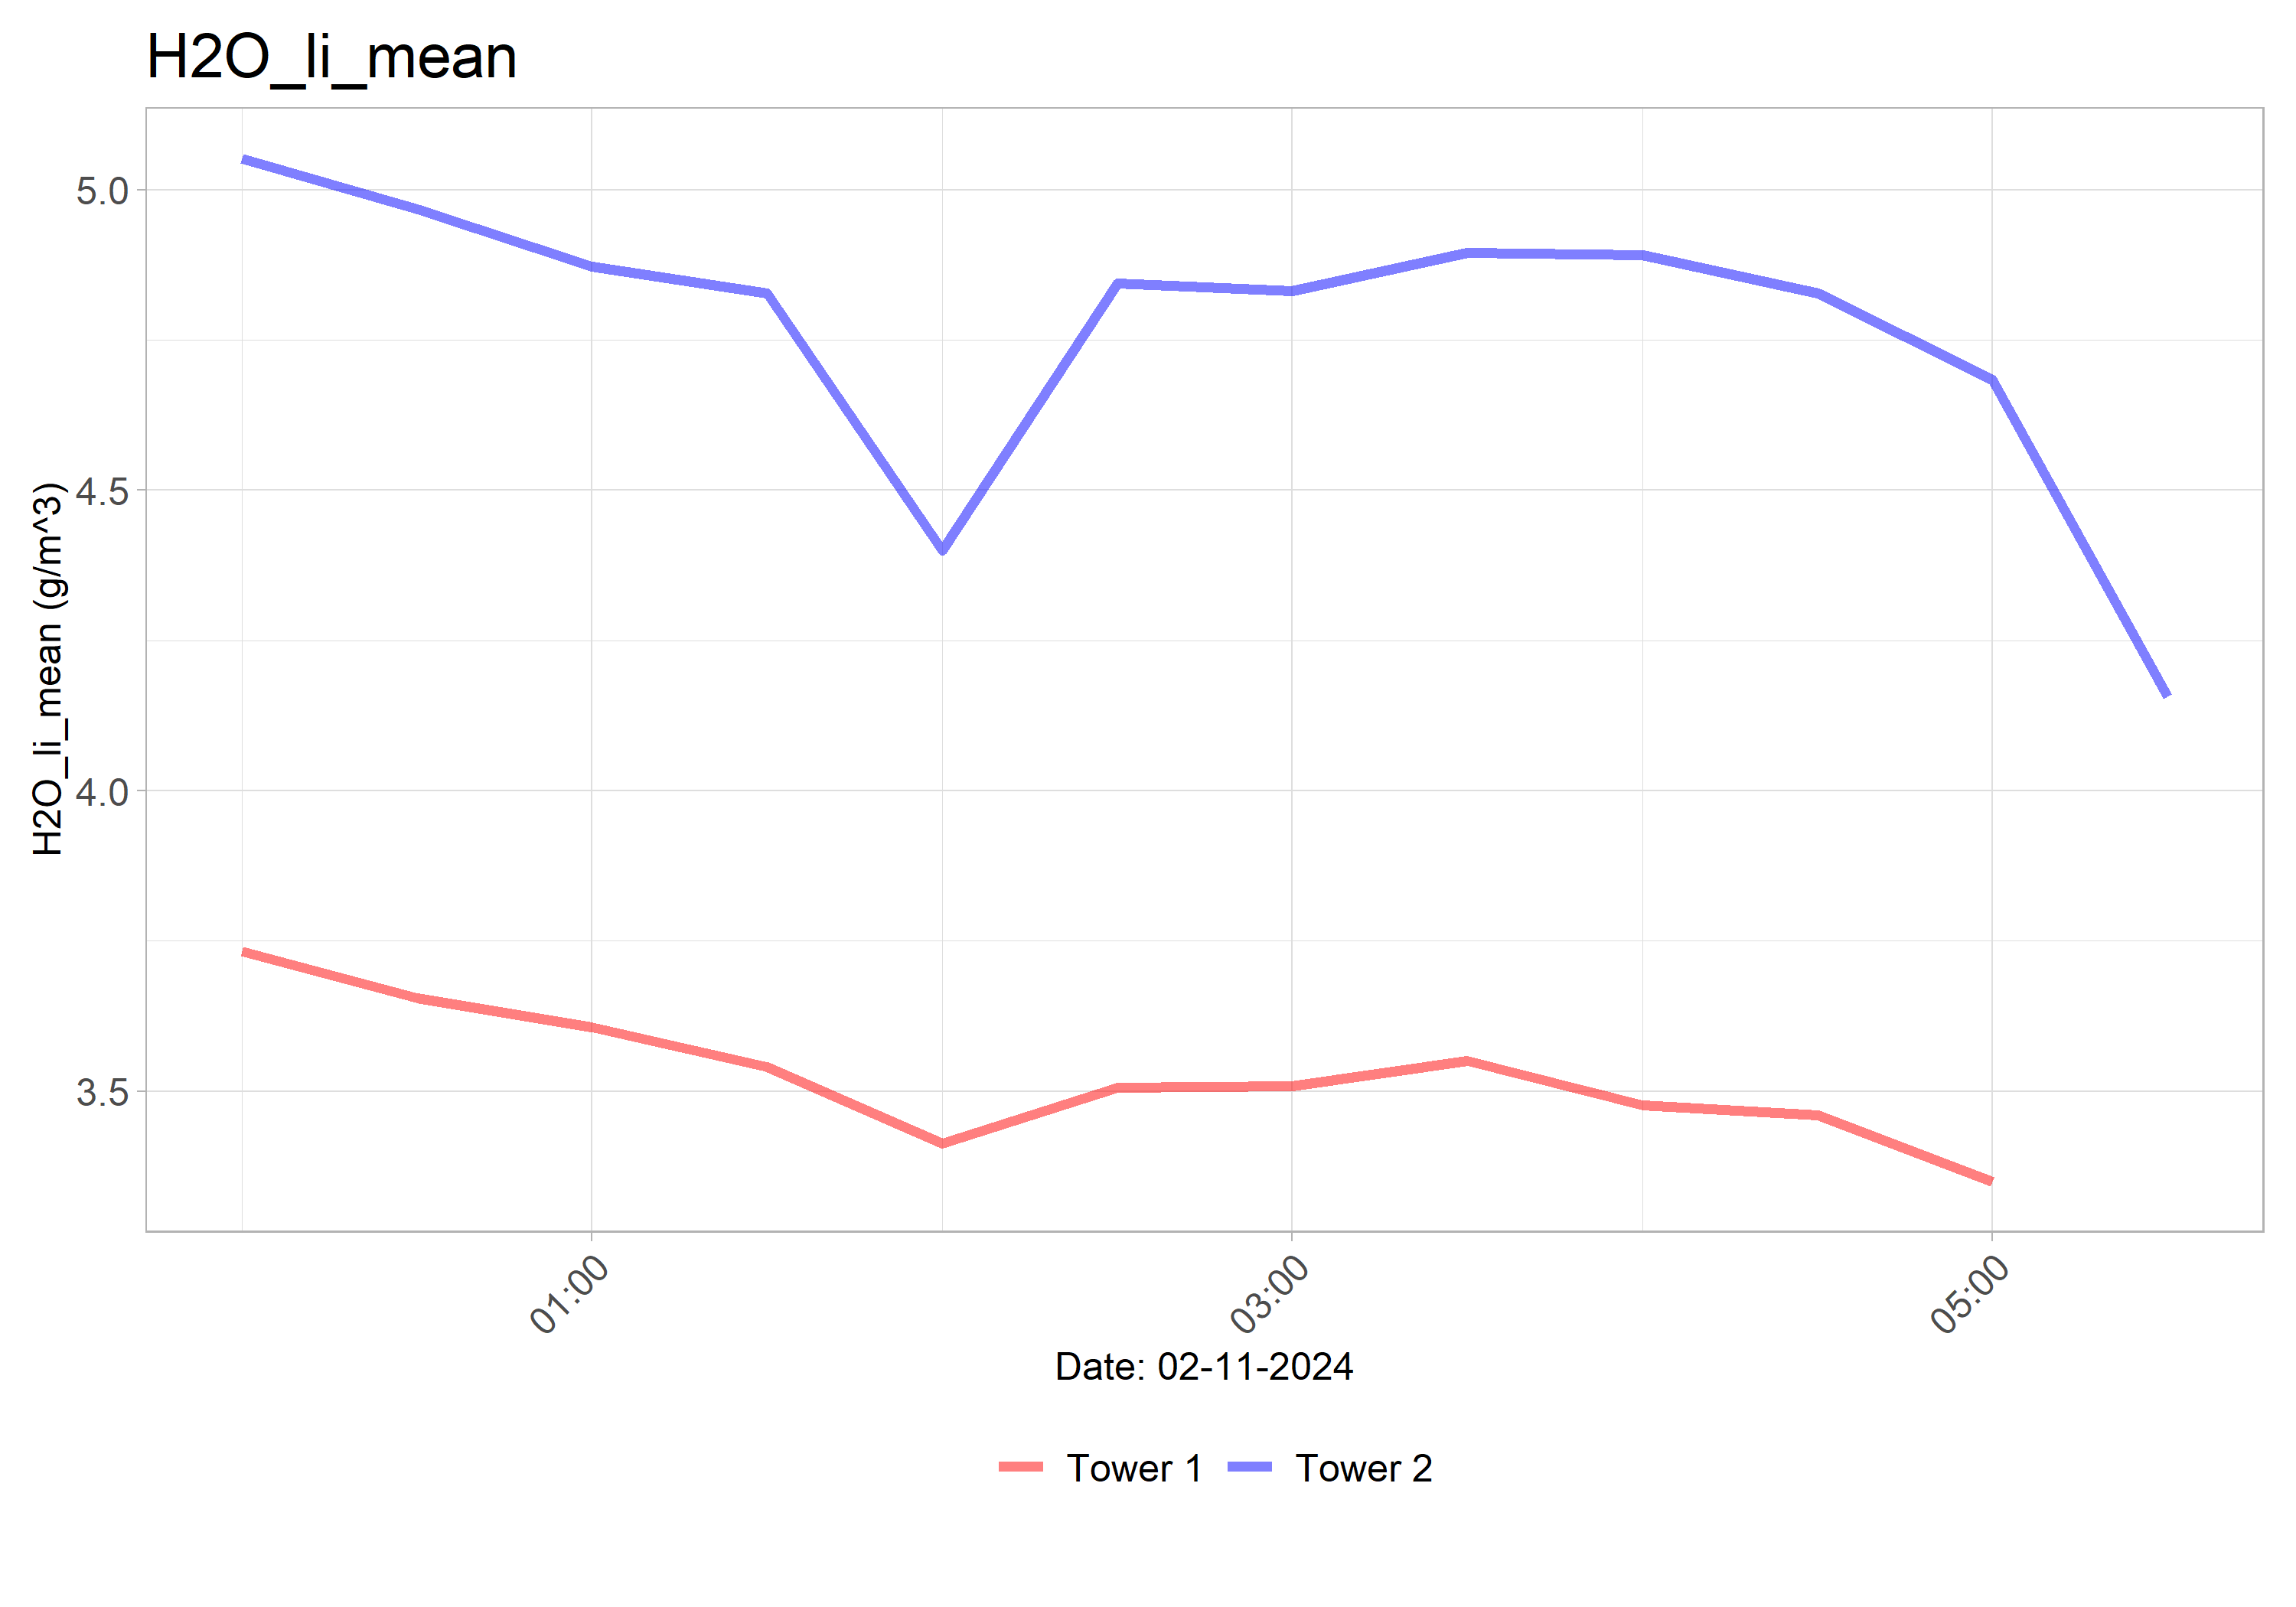 H2O_li_mean
H2O_li_mean (g/m^3)
5.0
4.5
4.0
3.5
01:00
03:00
05:00
Date: 02-11-2024
Tower 1
Tower 2